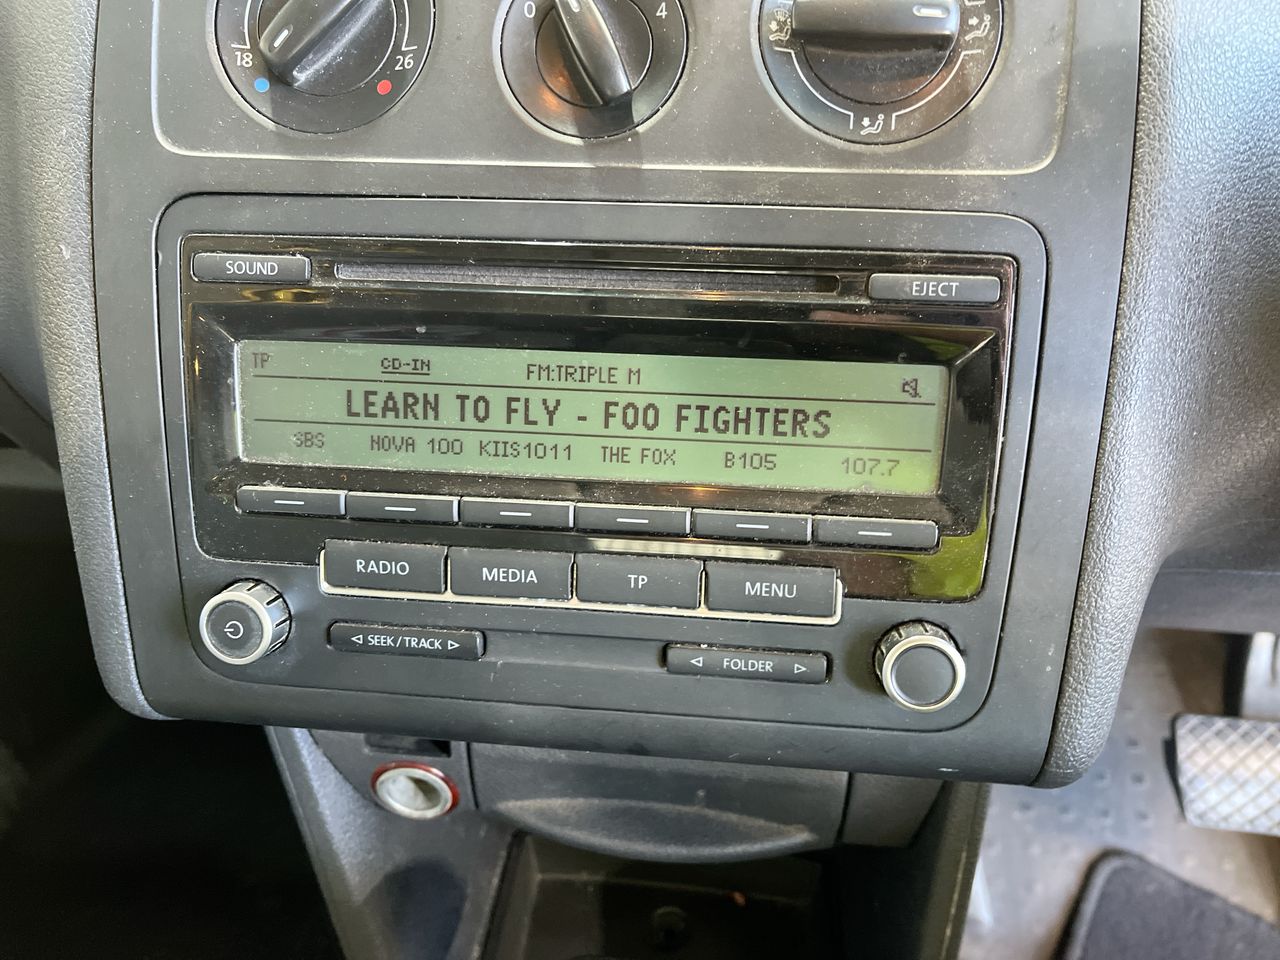 0 4
18 26
SOUND EJECT
TP CD-IN FM:TRIPLE M
LEARN TO FLY - FOO FIGHTERS
SBS NOVA 100 KIIS1011 THE FOX B105 107.7
RADIO MEDIA TP MENU
SEEK/TRACK FOLDER